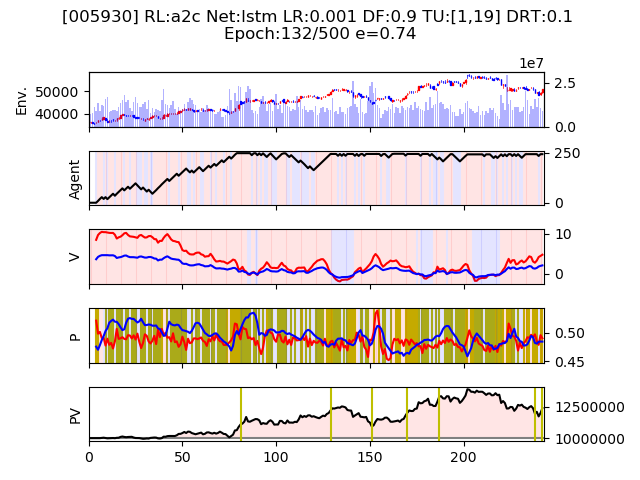 [005930] RL:a2c Net:lstm LR:0.001 DF:0.9 TU:[1,19] DRT:0.1
Epoch:132/500 e=0.74
1e7
Env.
50000
40000
2.5
0.0
Agent
250
0
V
10
0
P
0.50
0.45
PV
12500000
10000000
0
50
100
150
200